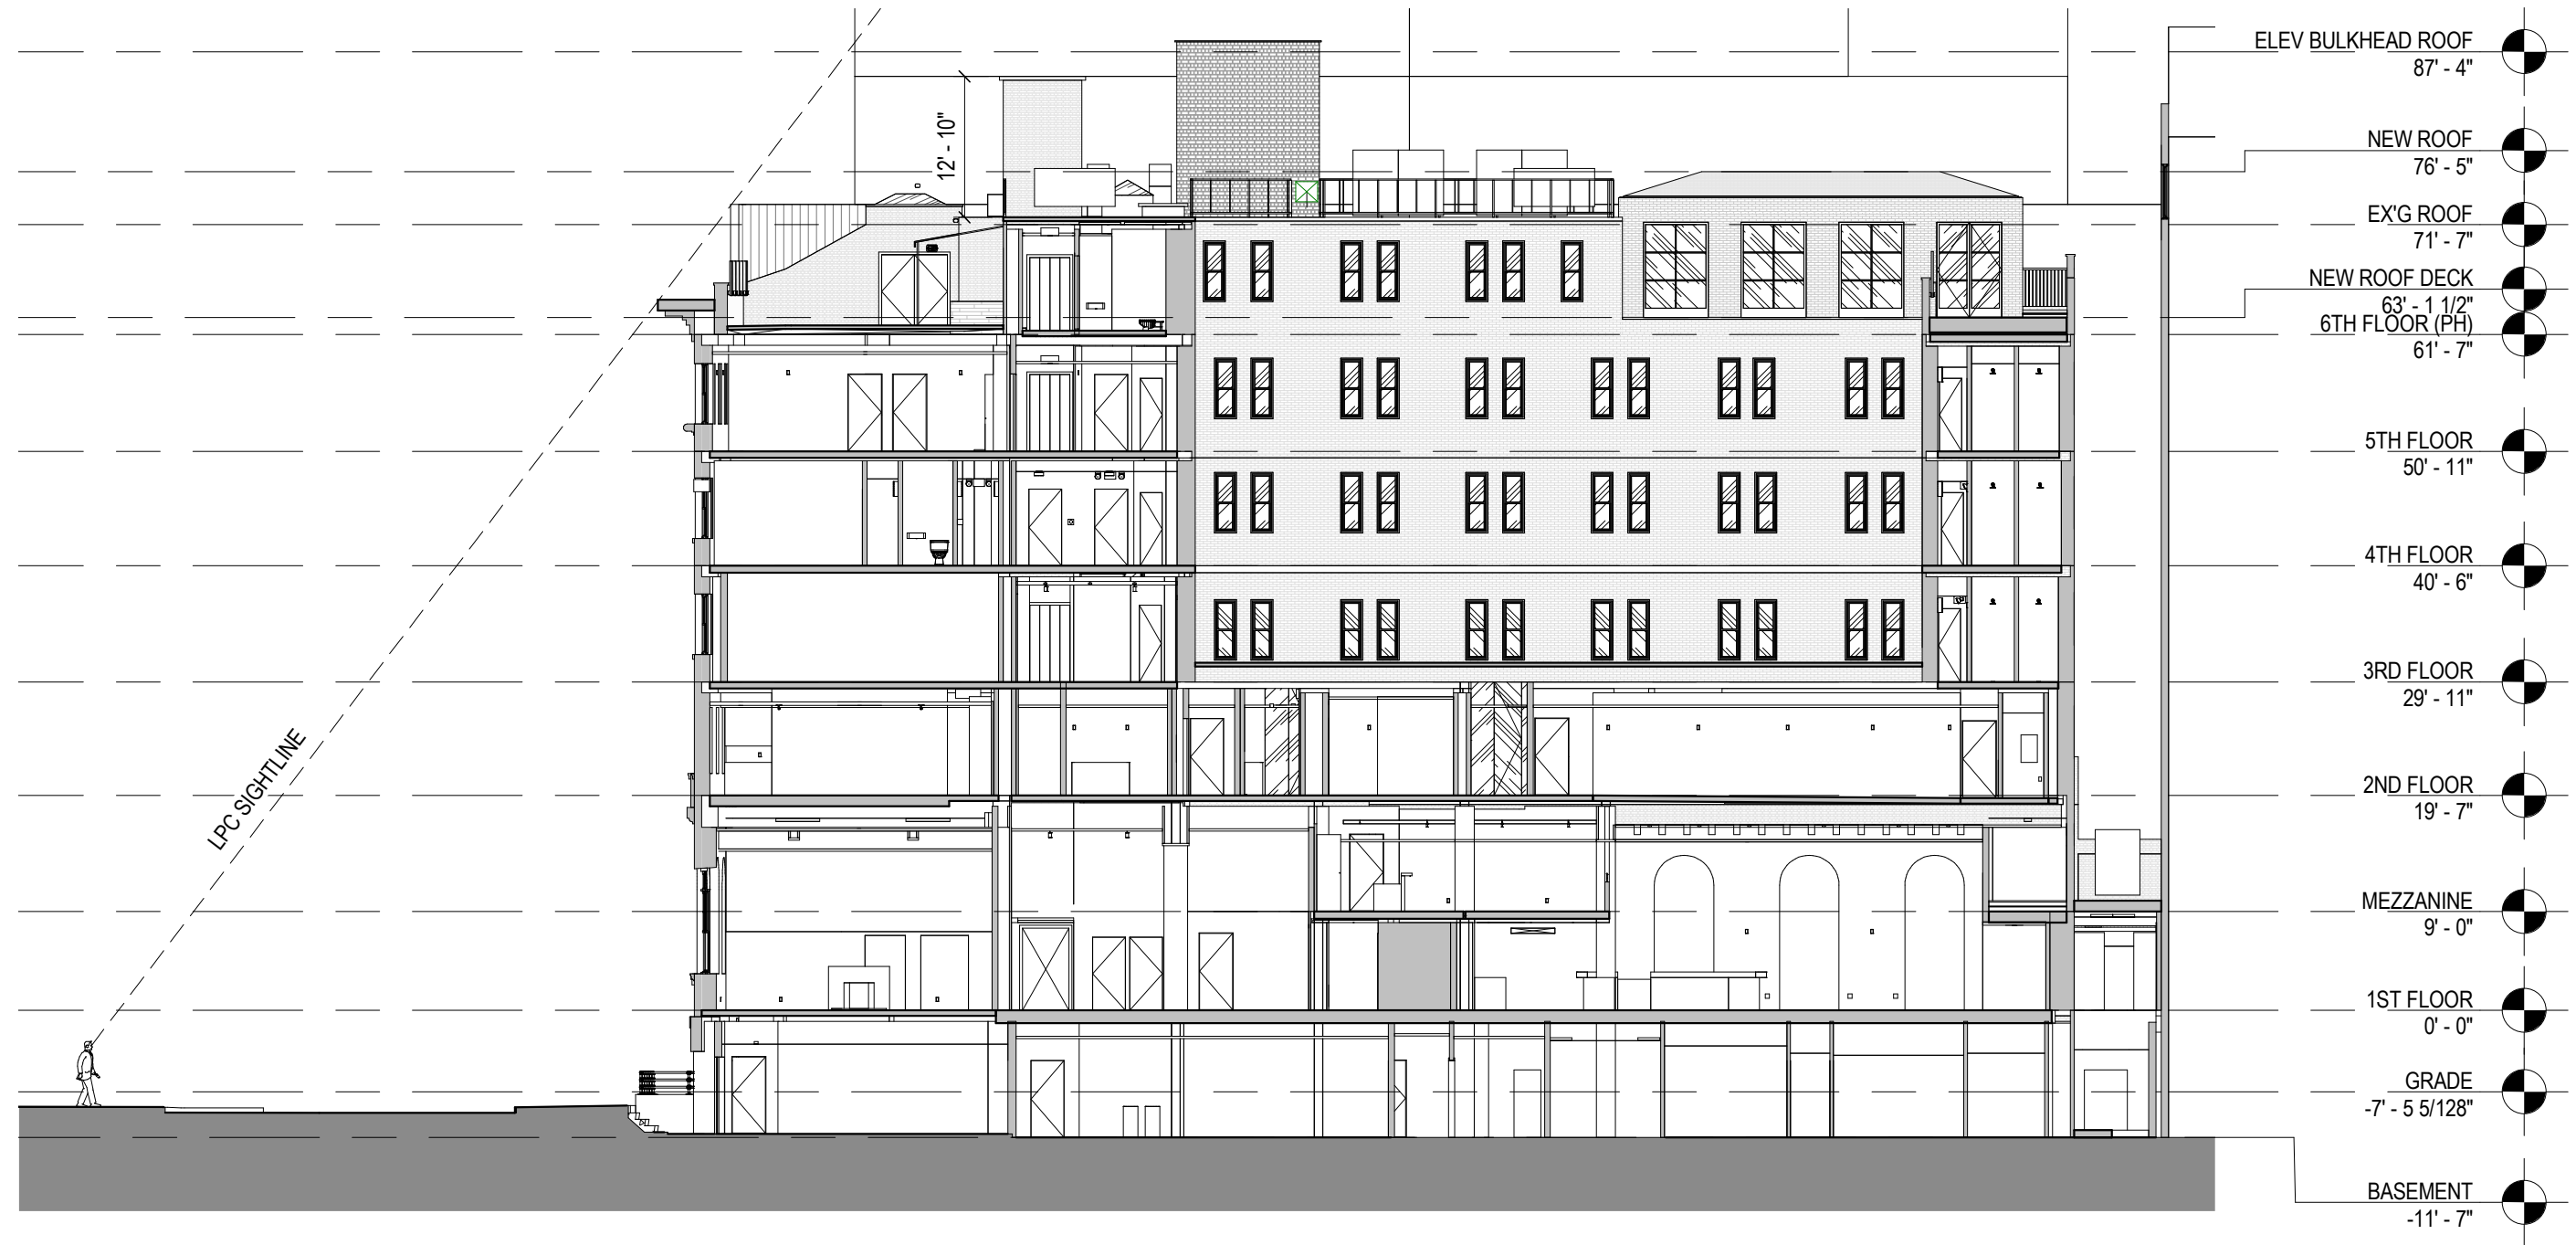 ELEV BULKHEAD ROOF
87' - 4"
12' - 10"
NEW ROOF
76' - 5"
EX'G ROOF
71' - 7"
NEW ROOF DECK
63' - 1 1/2"
6TH FLOOR (PH)
61' - 7"
5TH FLOOR
50' - 11"
4TH FLOOR
40' - 6"
3RD FLOOR
29' - 11"
LPC SIGHTLINE
2ND FLOOR
19' - 7"
MEZZANINE
9' - 0"
1ST FLOOR
0' - 0"
GRADE
-7' - 5 5/128"
BASEMENT
-11' - 7"